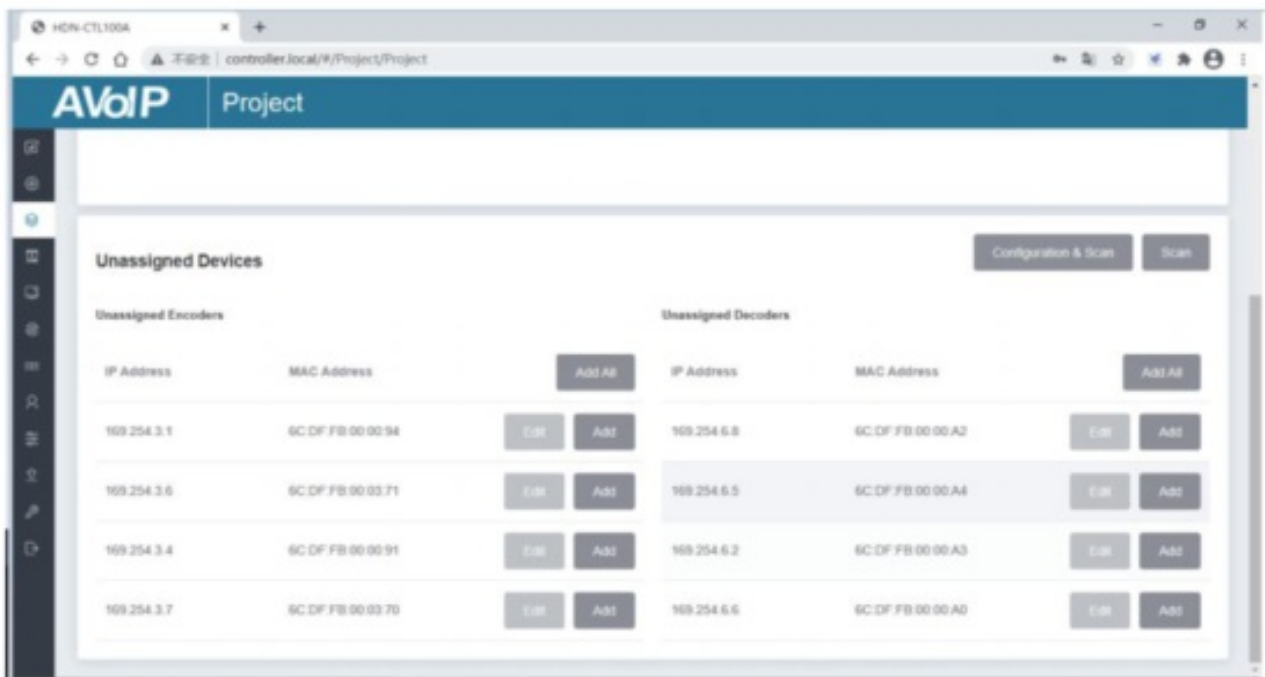 HDN-CTL100A
不安全 controller.local/#/Project/Project
AVoIP Project
Unassigned Devices Configuration & Scan Scan
Unassigned Encoders Unassigned Decoders
IP Address MAC Address Add All IP Address MAC Address Add All
169.254.3.1 6C:DF:FB:00:00:94 Edit Add 169.254.6.8 6C:DF:FB:00:00:A2 Edit Add
169.254.3.6 6C:DF:FB:00:03:71 Edit Add 169.254.6.5 6C:DF:FB:00:00:A4 Edit Add
169.254.3.4 6C:DF:FB:00:00:91 Edit Add 169.254.6.2 6C:DF:FB:00:00:A3 Edit Add
169.254.3.7 6C:DF:FB:00:03:70 Edit Add 169.254.6.6 6C:DF:FB:00:00:A0 Edit Add